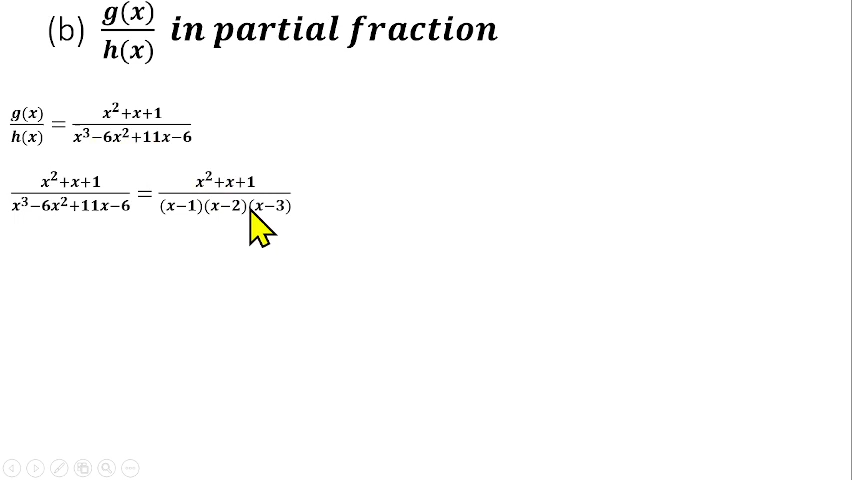 (b) g(x)/h(x) in partial fraction
g(x)/h(x) = x²+x+1/x³−6x²+11x−6
x²+x+1/x³−6x²+11x−6 = x²+x+1/(x−1)(x−2)(x−3)